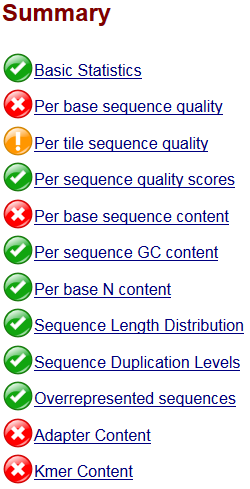 Summary
Basic Statistics
Per base sequence quality
Per tile sequence quality
Per sequence quality scores
Per base sequence content
Per sequence GC content
Per base N content
Sequence Length Distribution
Sequence Duplication Levels
Overrepresented sequences
Adapter Content
Kmer Content